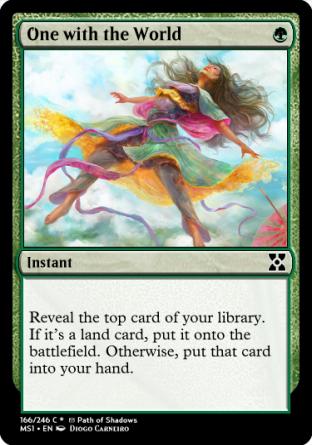 One with the World
Instant
Reveal the top card of your library.
If it's a land card, put it onto the
battlefield. Otherwise, put that card
into your hand.
166/246 C * Path of Shadows
MS1 • EN Diogo Carneiro